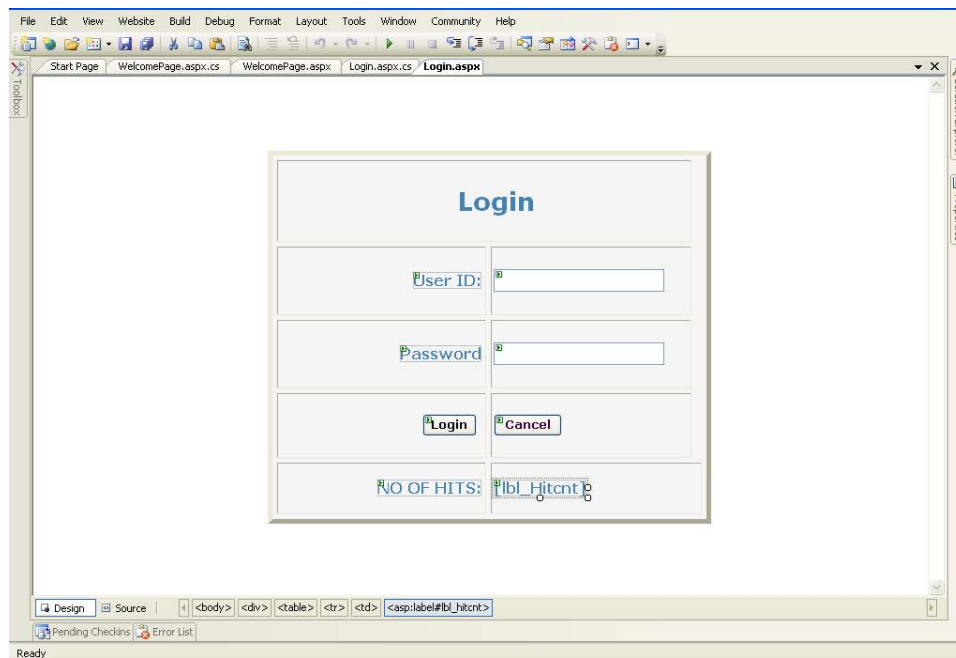 File Edit View Website Build Debug Format Layout Tools Window Community Help
Start Page WelcomePage.aspx.cs WelcomePage.aspx Login.aspx.cs Login.aspx
Toolbox
Login
User ID:
Password
Login Cancel
NO OF HITS: [lbl_Hitcnt]
Design Source <body> <div> <table> <tr> <td> <asp:label#lbl_hitcnt>
Pending Checkins Error List
Ready